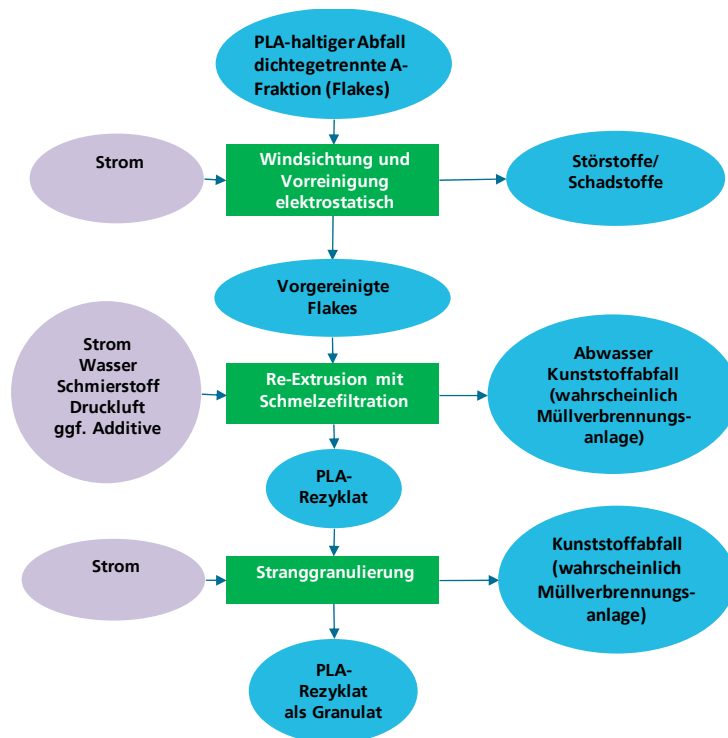 PLA-haltiger Abfall
dichtegetrennte A-
Fraktion (Flakes)
Strom
Windsichtung und
Vorreinigung
elektrostatisch
Störstoffe/
Schadstoffe
Vorgereinigte
Flakes
Strom
Wasser
Schmierstoff
Druckluft
ggf. Additive
Re-Extrusion mit
Schmelzefiltration
Abwasser
Kunststoffabfall
(wahrscheinlich
Müllverbrennungs-
anlage)
PLA-
Rezyklat
Strom
Stranggranulierung
Kunststoffabfall
(wahrscheinlich
Müllverbrennungs-
anlage)
PLA-
Rezyklat
als Granulat